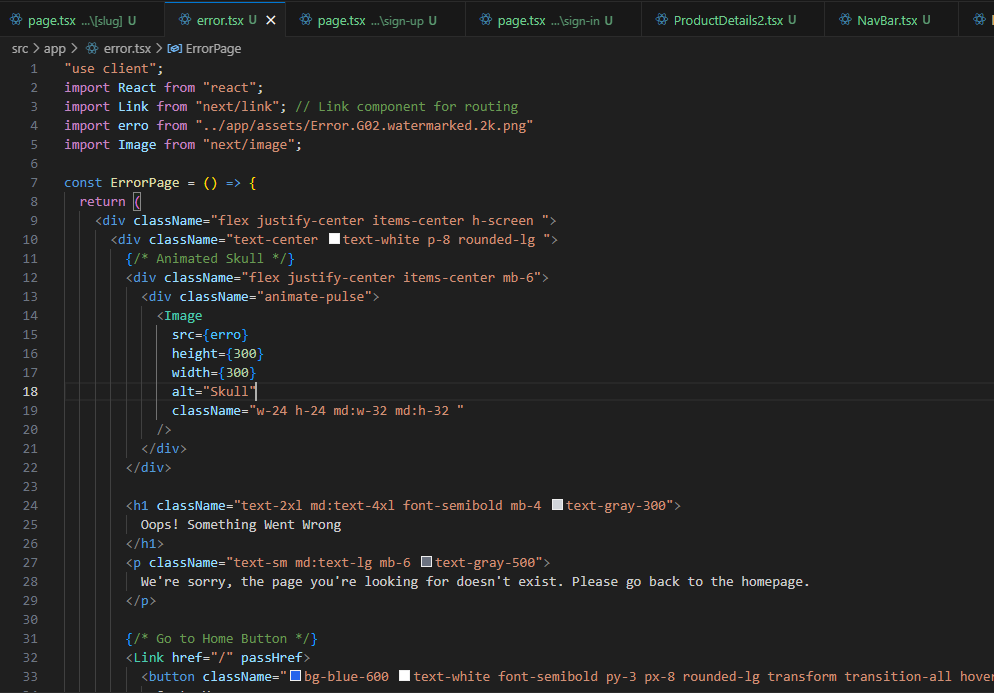 page.tsx ...\[slug] U
error.tsx U ✕
page.tsx ...\sign-up U
page.tsx ...\sign-in U
ProductDetails2.tsx U
NavBar.tsx U
src > app > error.tsx > ErrorPage
1 "use client";
2 import React from "react";
3 import Link from "next/link"; // Link component for routing
4 import erro from "../app/assets/Error.G02.watermarked.2k.png"
5 import Image from "next/image";
6
7 const ErrorPage = () => {
8 return (
9 <div className="flex justify-center items-center h-screen ">
10 <div className="text-center text-white p-8 rounded-lg ">
11 {/* Animated Skull */}
12 <div className="flex justify-center items-center mb-6">
13 <div className="animate-pulse">
14 <Image
15 src={erro}
16 height={300}
17 width={300}
18 alt="Skull"
19 className="w-24 h-24 md:w-32 md:h-32 "
20 />
21 </div>
22 </div>
23
24 <h1 className="text-2xl md:text-4xl font-semibold mb-4 text-gray-300">
25 Oops! Something Went Wrong
26 </h1>
27 <p className="text-sm md:text-lg mb-6 text-gray-500">
28 We're sorry, the page you're looking for doesn't exist. Please go back to the homepage.
29 </p>
30
31 {/* Go to Home Button */}
32 <Link href="/" passHref>
33 <button className="bg-blue-600 text-white font-semibold py-3 px-8 rounded-lg transform transition-all hover